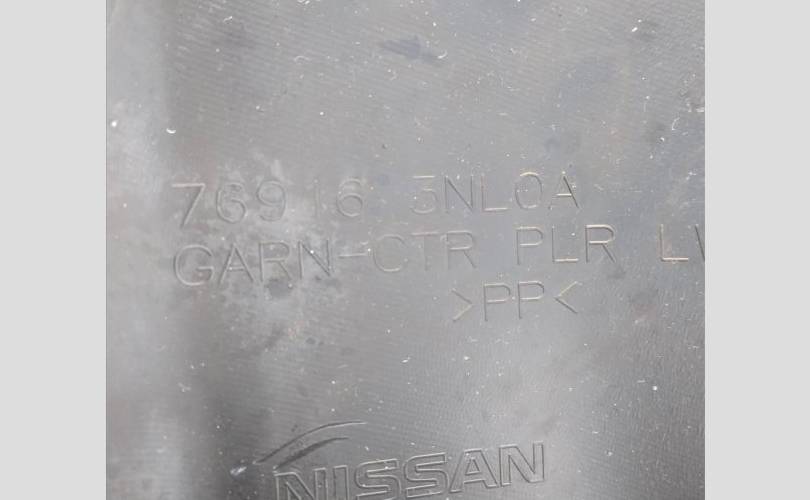 76916 3NL0A
GARN-CTR PLR LW
>PP<
NISSAN